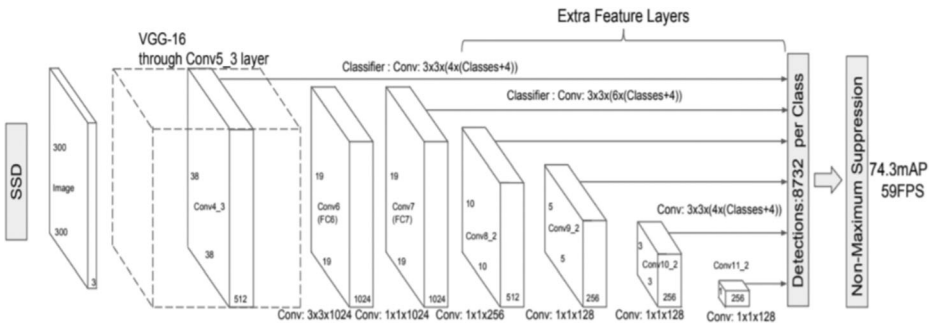 Extra Feature Layers
VGG-16
through Conv5_3 layer
Classifier : Conv: 3x3x(4x(Classes+4))
Classifier : Conv: 3x3x(6x(Classes+4))
SSD
300
Image
300
3
38
Conv4_3
38
512
19
Conv6
(FC6)
19
1024
19
Conv7
(FC7)
19
1024
10
Conv8_2
10
512
5
Conv9_2
5
256
Conv: 3x3x(4x(Classes+4))
3
Conv10_2
3
256
Conv11_2
256
Conv: 3x3x1024
Conv: 1x1x1024
Conv: 1x1x256
Conv: 1x1x128
Conv: 1x1x128
Conv: 1x1x128
Detections:8732 per Class
Non-Maximum Suppression
74.3mAP
59FPS